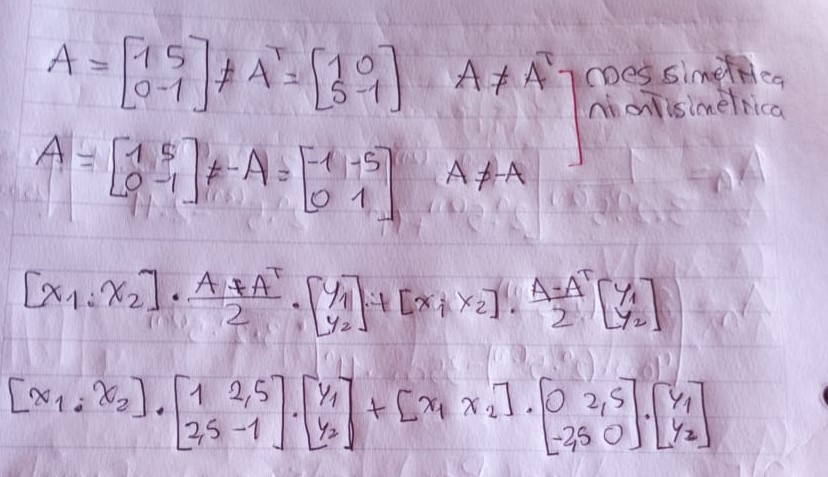 A = [1 5; 0 -1] ≠ Aᵀ = [1 0; 5 -1] A ≠ Aᵀ no es simétrica
ni antisimétrica
A = [1 5; 0 -1] ≠ -A = [-1 -5; 0 1] A ≠ -A
[x₁; x₂] · (A + Aᵀ)/2 · [y₁; y₂] + [x₁; x₂] · (A - Aᵀ)/2 [y₁; y₂]
[x₁; x₂] · [1 2,5; 2,5 -1] · [y₁; y₂] + [x₁ x₂] · [0 2,5; -2,5 0] · [y₁; y₂]